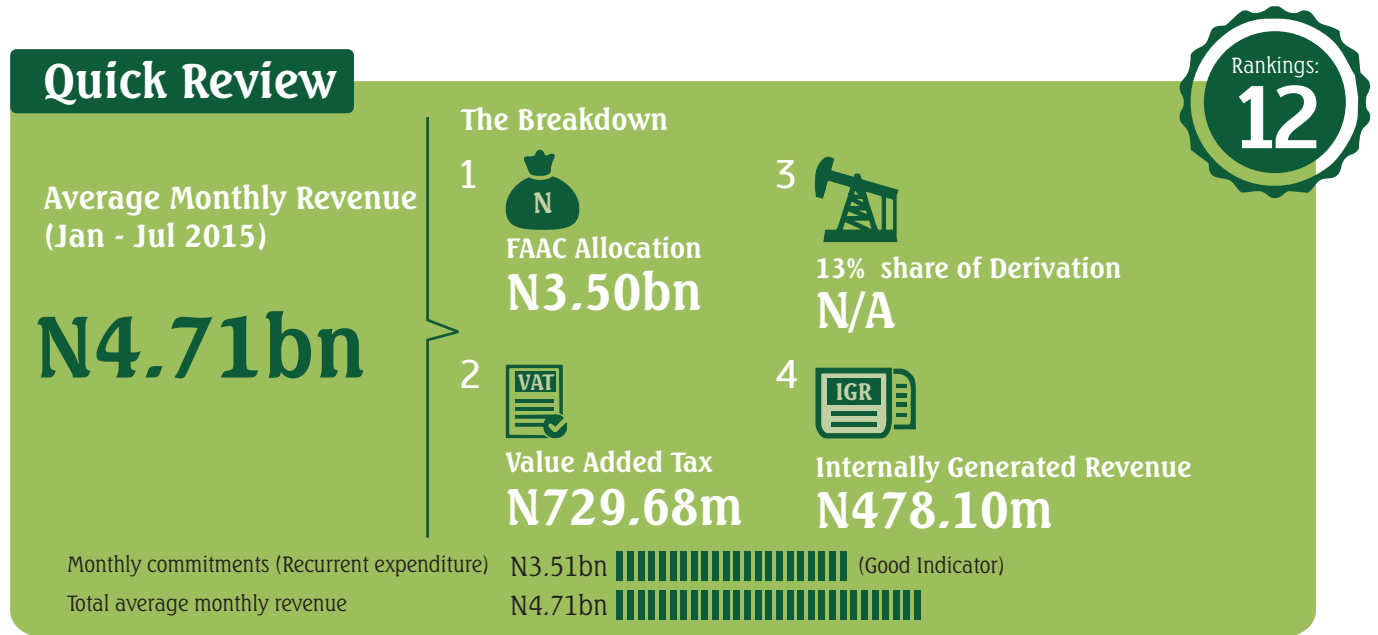 Quick Review
Rankings:
12
Average Monthly Revenue
(Jan - Jul 2015)
N4.71bn
The Breakdown
1
N
FAAC Allocation
N3.50bn
2
VAT
Value Added Tax
N729.68m
3
13% share of Derivation
N/A
4
IGR
Internally Generated Revenue
N478.10m
Monthly commitments (Recurrent expenditure) N3.51bn (Good Indicator)
Total average monthly revenue N4.71bn